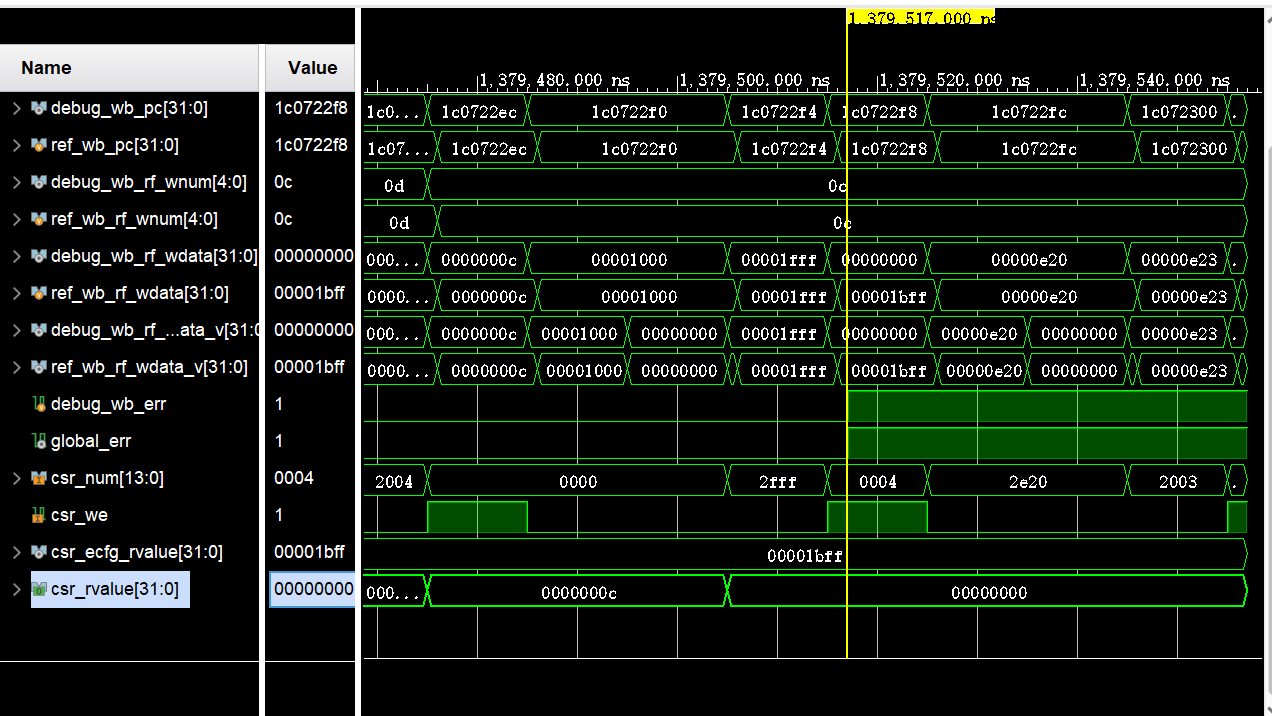 1,379,517.000 ns
Name Value 1,379,480.000 ns 1,379,500.000 ns 1,379,520.000 ns 1,379,540.000 ns
debug_wb_pc[31:0] 1c0722f8 1c0... 1c0722ec 1c0722f0 1c0722f4 1c0722f8 1c0722fc 1c072300 .
ref_wb_pc[31:0] 1c0722f8 1c07... 1c0722ec 1c0722f0 1c0722f4 1c0722f8 1c0722fc 1c072300
debug_wb_rf_wnum[4:0] 0c 0d 0c
ref_wb_rf_wnum[4:0] 0c 0d 0c
debug_wb_rf_wdata[31:0] 00000000 000... 0000000c 00001000 00001fff 00000000 00000e20 00000e23 .
ref_wb_rf_wdata[31:0] 00001bff 0000... 0000000c 00001000 00001fff 00001bff 00000e20 00000e23
debug_wb_rf_...ata_v[31:0 00000000 000... 0000000c 00001000 00000000 00001fff 00000000 00000e20 00000000 00000e23 .
ref_wb_rf_wdata_v[31:0] 00001bff 0000... 0000000c 00001000 00000000 00001fff 00001bff 00000e20 00000000 00000e23
debug_wb_err 1
global_err 1
csr_num[13:0] 0004 2004 0000 2fff 0004 2e20 2003 .
csr_we 1
csr_ecfg_rvalue[31:0] 00001bff 00001bff
csr_rvalue[31:0] 00000000 000... 0000000c 00000000